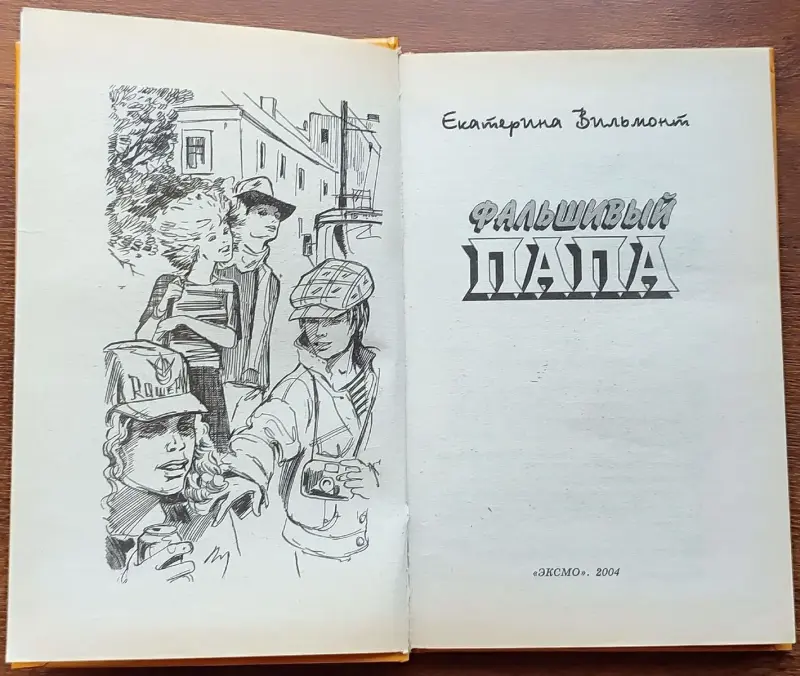 Екатерина Вильмонт
ФАЛЬШИВЫЙ
ПАПА
«ЭКСМО». 2004